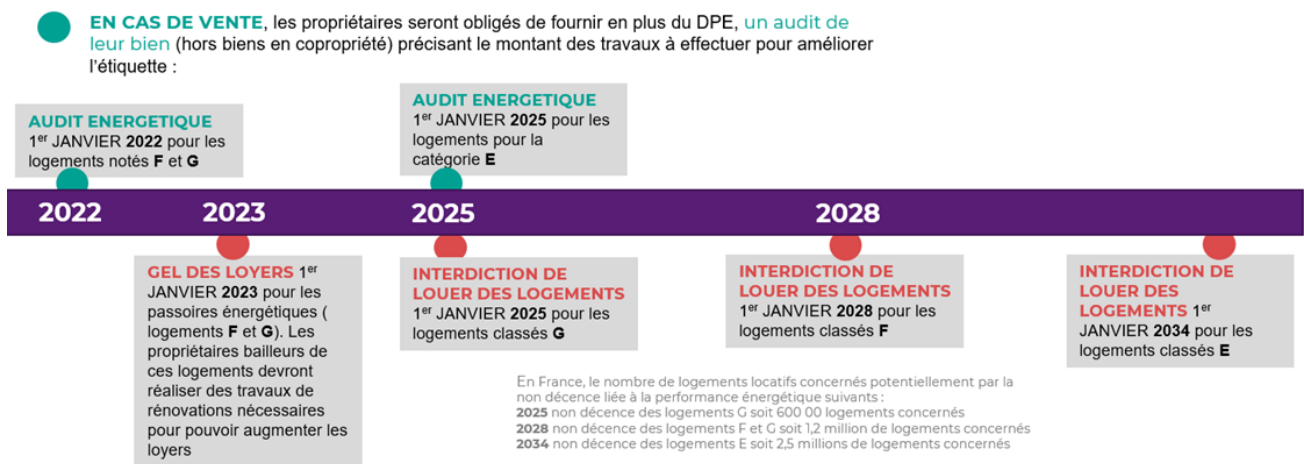 EN CAS DE VENTE, les propriétaires seront obligés de fournir en plus du DPE, un audit de
leur bien (hors biens en copropriété) précisant le montant des travaux à effectuer pour améliorer
l'étiquette :
AUDIT ENERGETIQUE
1er JANVIER 2022 pour les
logements notés F et G
AUDIT ENERGETIQUE
1er JANVIER 2025 pour les
logements pour la
catégorie E
2022
2023
2025
2028
GEL DES LOYERS 1er
JANVIER 2023 pour les
passoires énergétiques (
logements F et G). Les
propriétaires bailleurs de
ces logements devront
réaliser des travaux de
rénovations nécessaires
pour pouvoir augmenter les
loyers
INTERDICTION DE
LOUER DES LOGEMENTS
1er JANVIER 2025 pour les
logements classés G
INTERDICTION DE
LOUER DES LOGEMENTS
1er JANVIER 2028 pour les
logements classés F
INTERDICTION DE
LOUER DES
LOGEMENTS 1er
JANVIER 2034 pour les
logements classés E
En France, le nombre de logements locatifs concernés potentiellement par la
non décence liée à la performance énergétique suivants :
2025 non décence des logements G soit 600 00 logements concernés
2028 non décence des logements F et G soit 1,2 million de logements concernés
2034 non décence des logements E soit 2,5 millions de logements concernés